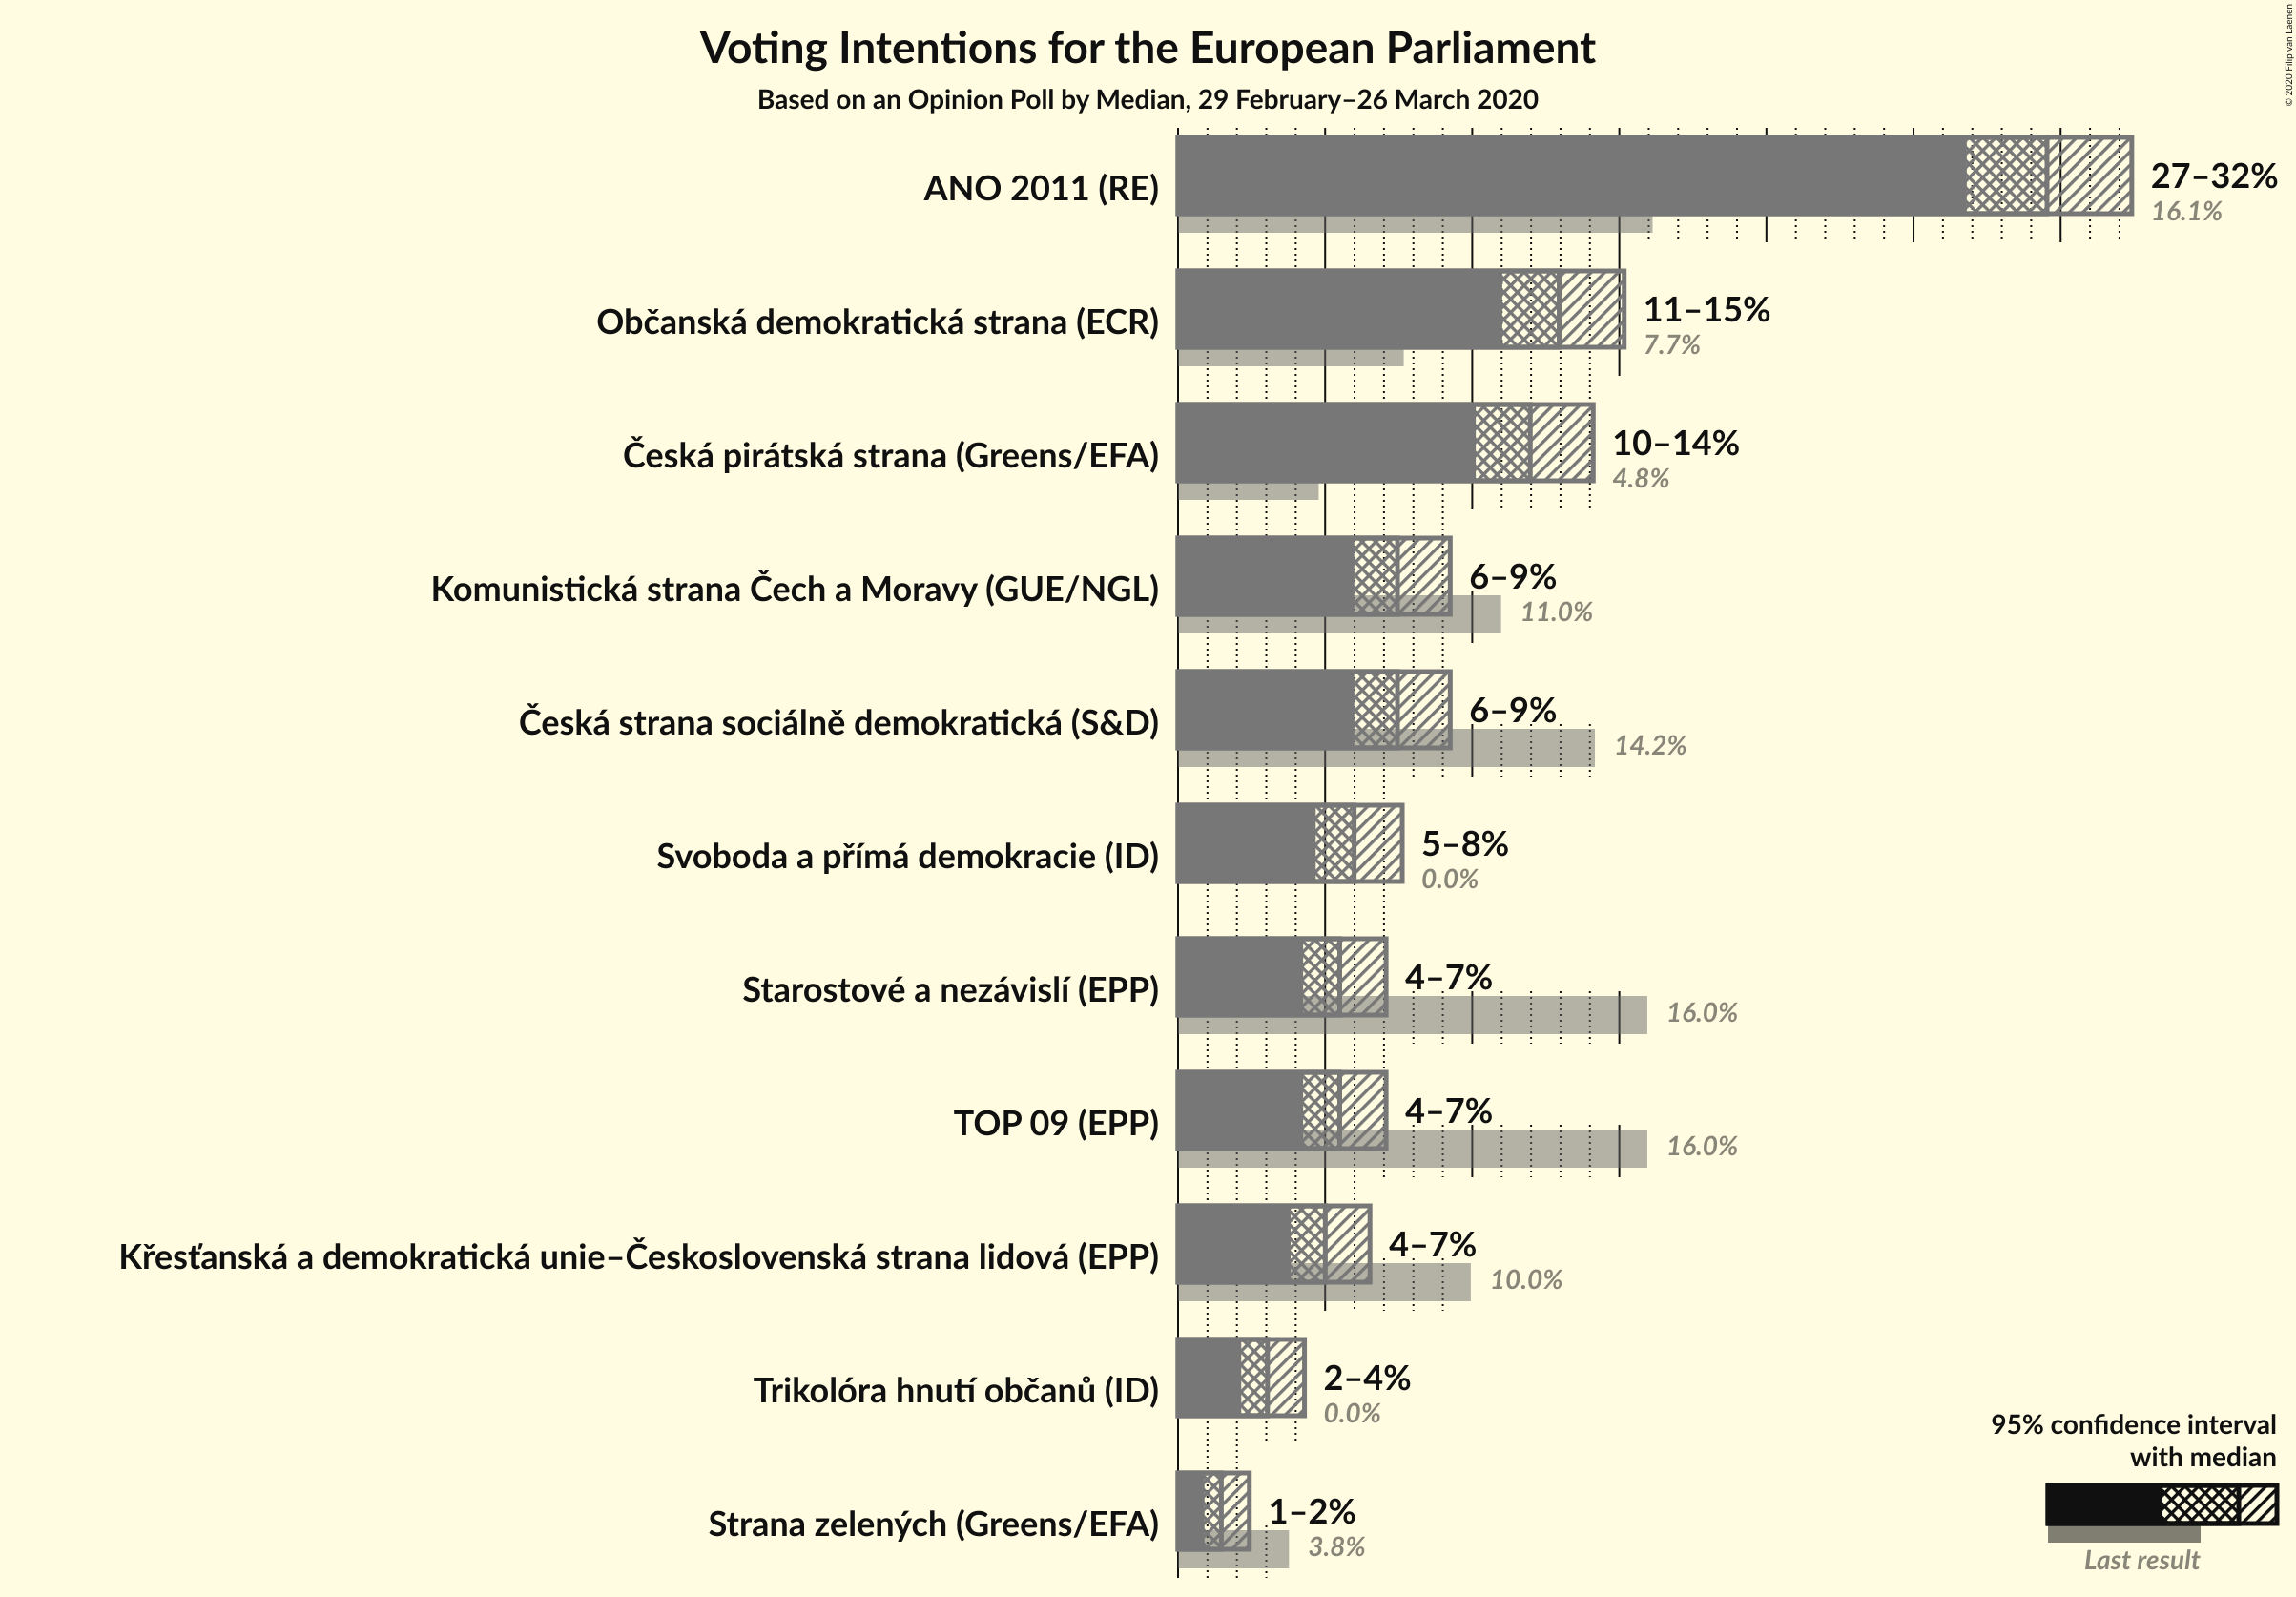 Voting Intentions for the European Parliament
Based on an Opinion Poll by Median, 29 February–26 March 2020
© 2020 Filip van Laenen
ANO 2011 (RE)
27–32%
16.1%
Občanská demokratická strana (ECR)
11–15%
7.7%
Česká pirátská strana (Greens/EFA)
10–14%
4.8%
Komunistická strana Čech a Moravy (GUE/NGL)
6–9%
11.0%
Česká strana sociálně demokratická (S&D)
6–9%
14.2%
Svoboda a přímá demokracie (ID)
5–8%
0.0%
Starostové a nezávislí (EPP)
4–7%
16.0%
TOP 09 (EPP)
4–7%
16.0%
Křesťanská a demokratická unie–Československá strana lidová (EPP)
4–7%
10.0%
Trikolóra hnutí občanů (ID)
2–4%
0.0%
Strana zelených (Greens/EFA)
1–2%
3.8%
95% confidence interval
with median
Last result